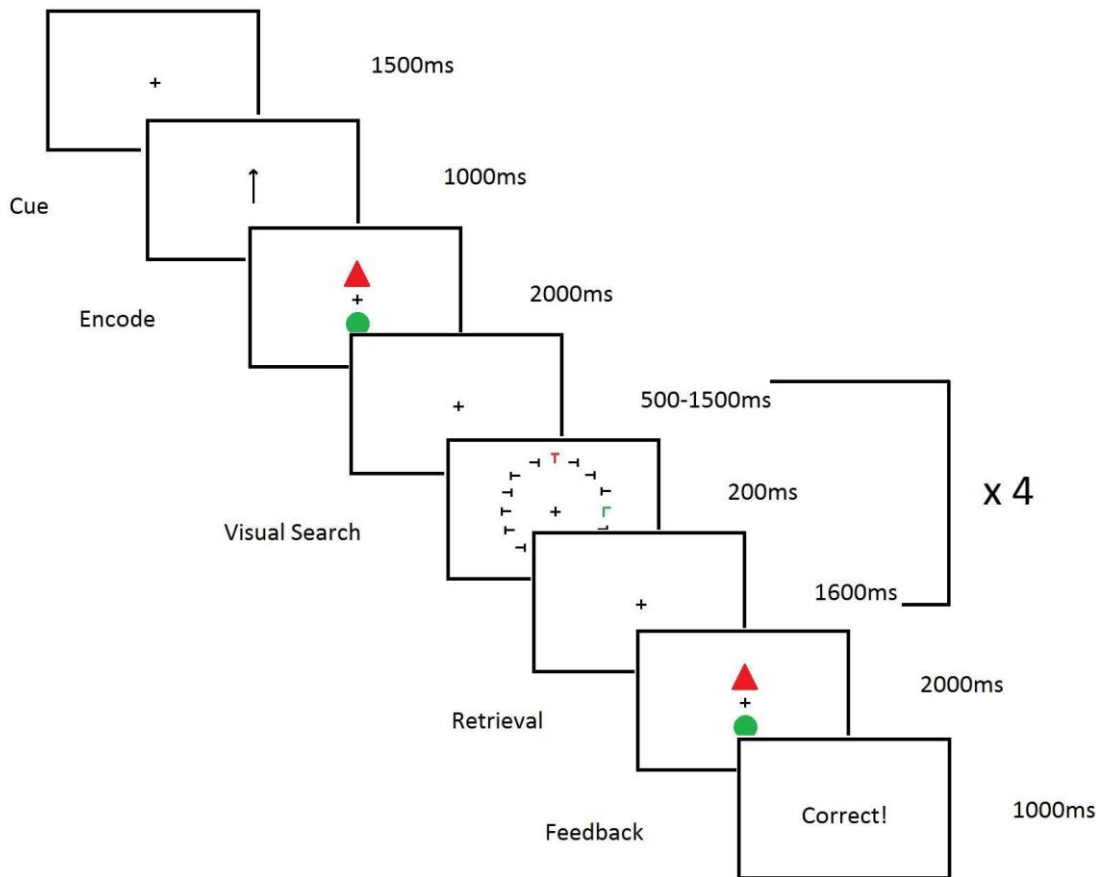 1500ms
1000ms
Cue
2000ms
Encode
500-1500ms
T
x 4
200ms
Visual Search
1600ms
2000ms
Retrieval
Correct!
1000ms
Feedback